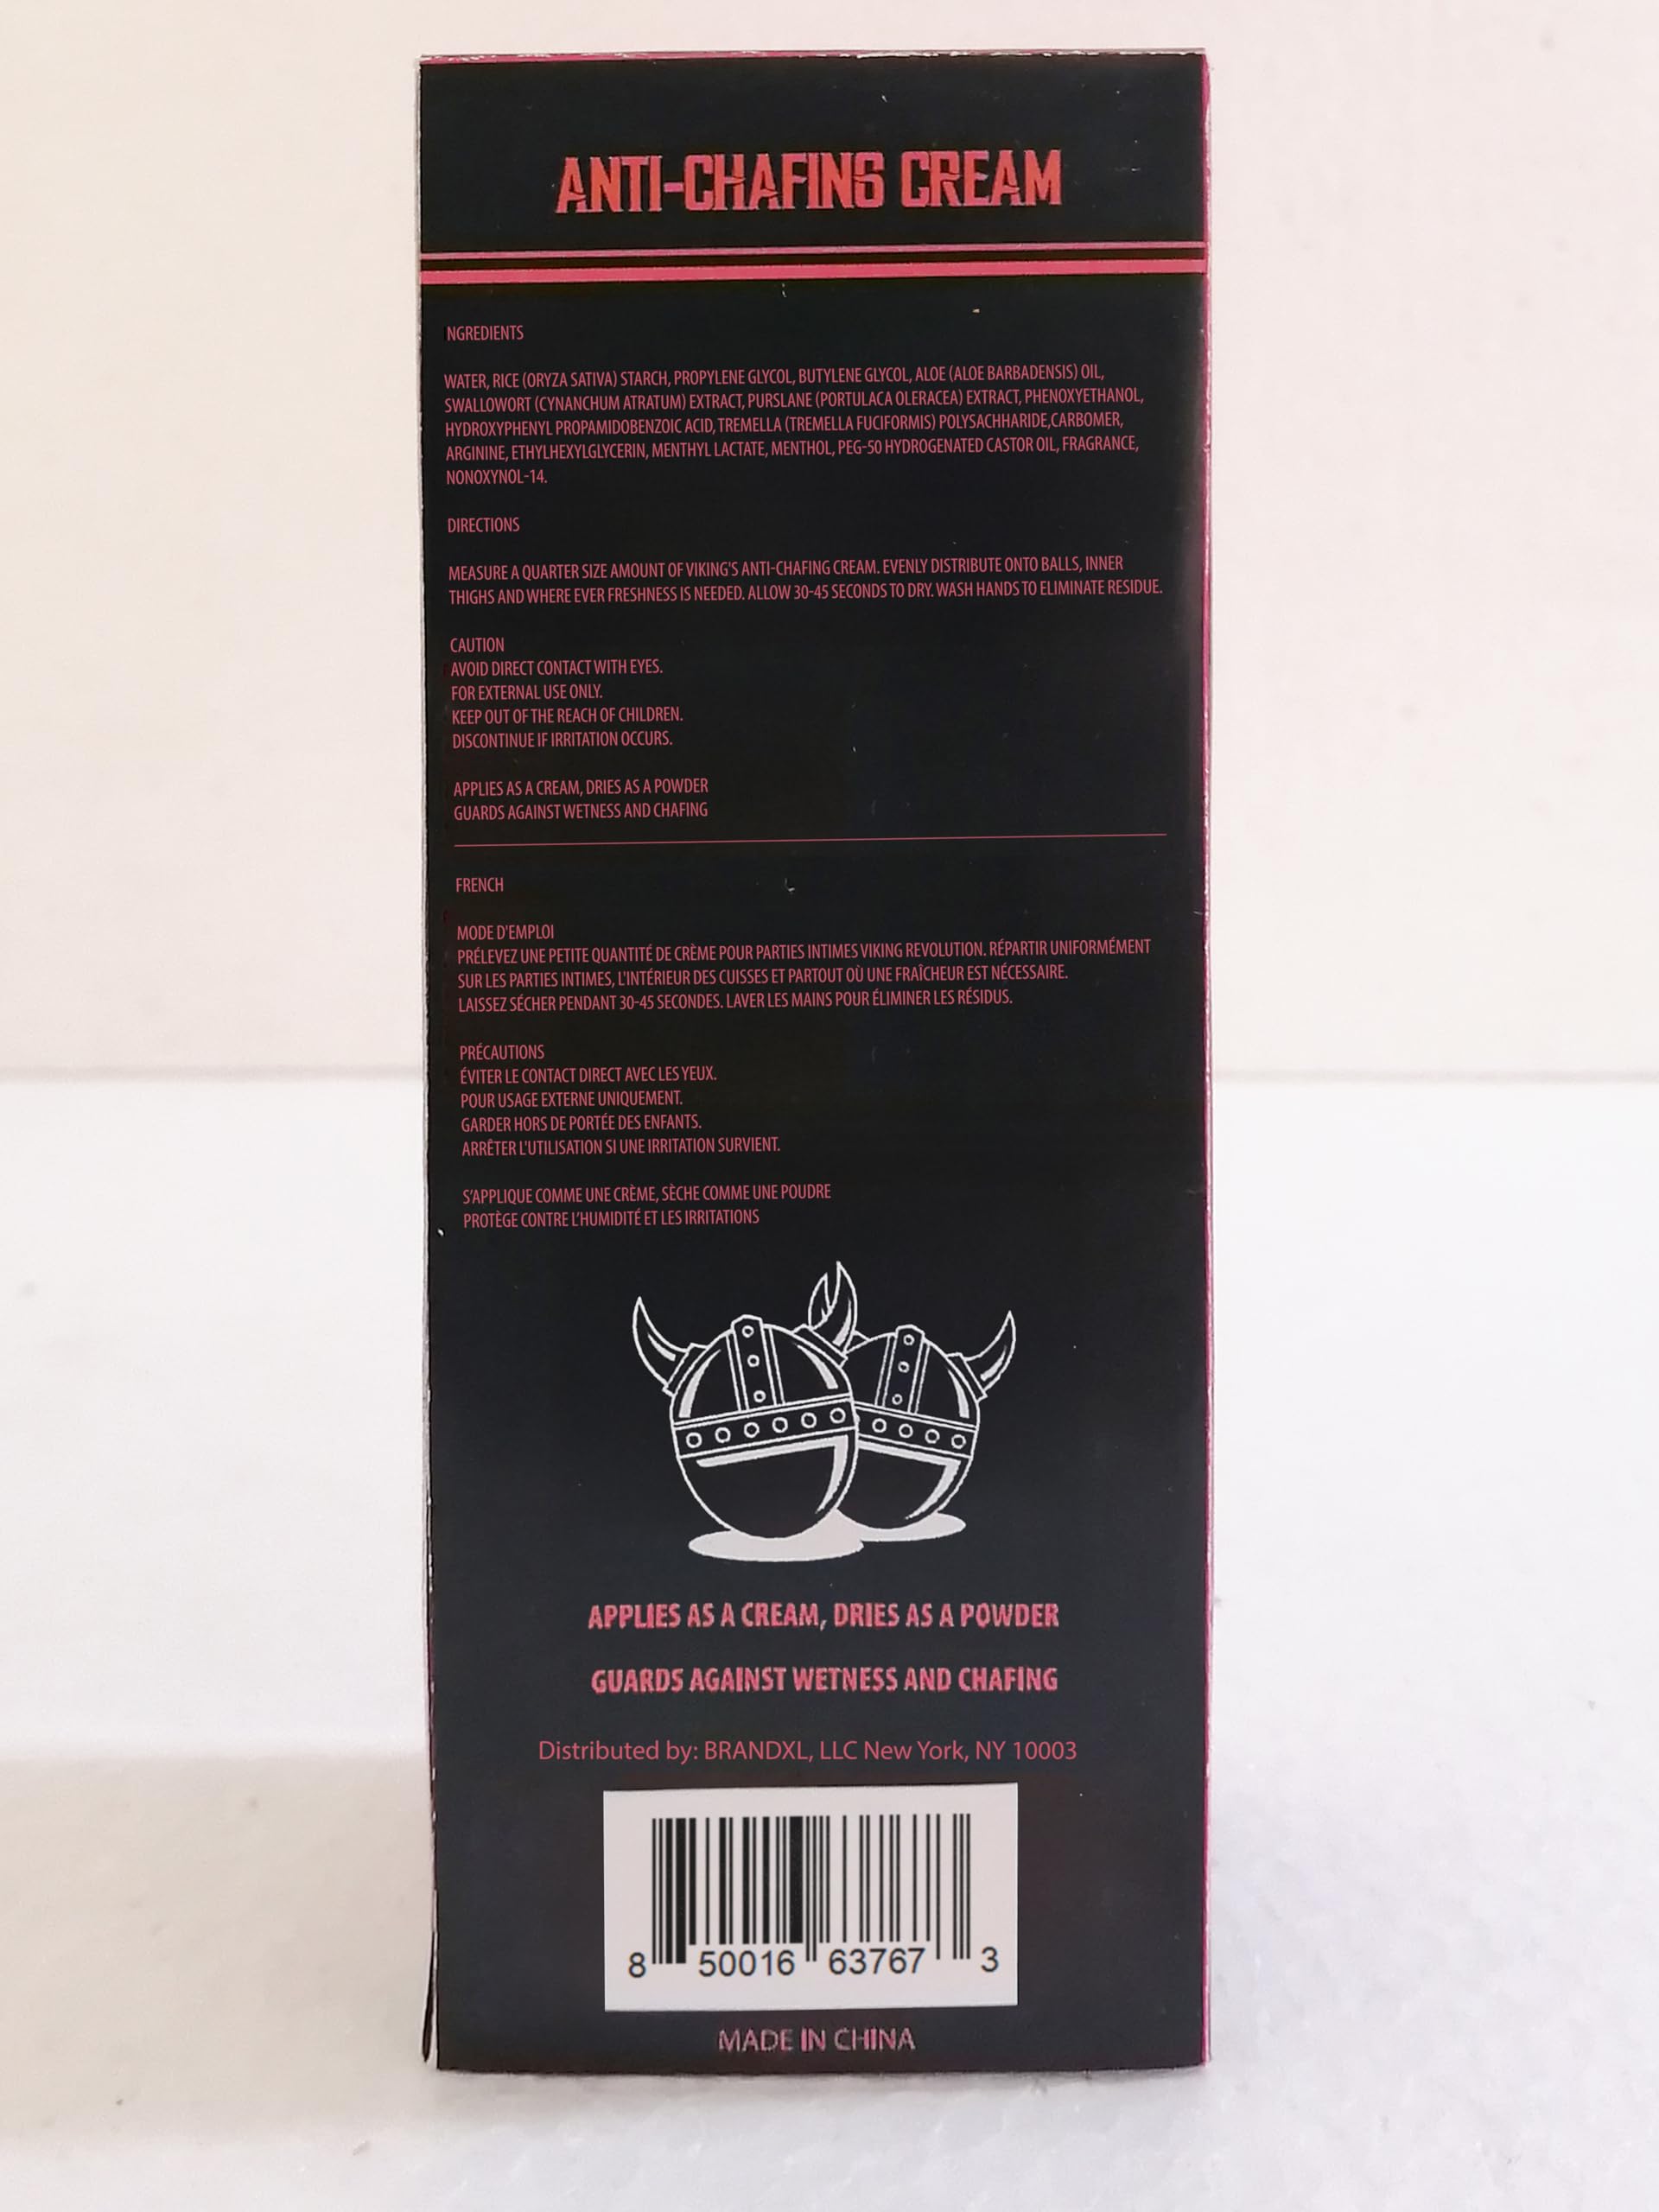 ANTI-CHAFING CREAM
NGREDIENTS
WATER, RICE (ORYZA SATIVA) STARCH, PROPYLENE GLYCOL, BUTYLENE GLYCOL, ALOE (ALOE BARBADENSIS) OIL,
SWALLOWORT (CYNANCHUM ATRATUM) EXTRACT, PURSLANE (PORTULACA OLERACEA) EXTRACT, PHENOXYETHANOL,
HYDROXYPHENYL PROPAMIDOBENZOIC ACID, TREMELLA (TREMELLA FUCIFORMIS) POLYSACHHARIDE,CARBOMER,
ARGININE, ETHYLHEXYLGLYCERIN, MENTHYL LACTATE, MENTHOL, PEG-50 HYDROGENATED CASTOR OIL, FRAGRANCE,
NONOXYNOL-14.
DIRECTIONS
MEASURE A QUARTER SIZE AMOUNT OF VIKING'S ANTI-CHAFING CREAM. EVENLY DISTRIBUTE ONTO BALLS, INNER
THIGHS AND WHERE EVER FRESHNESS IS NEEDED. ALLOW 30-45 SECONDS TO DRY. WASH HANDS TO ELIMINATE RESIDUE.
CAUTION
AVOID DIRECT CONTACT WITH EYES.
FOR EXTERNAL USE ONLY.
KEEP OUT OF THE REACH OF CHILDREN.
DISCONTINUE IF IRRITATION OCCURS.
APPLIES AS A CREAM, DRIES AS A POWDER
GUARDS AGAINST WETNESS AND CHAFING
FRENCH
MODE D'EMPLOI
PRÉLEVEZ UNE PETITE QUANTITÉ DE CRÈME POUR PARTIES INTIMES VIKING REVOLUTION. RÉPARTIR UNIFORMÉMENT
SUR LES PARTIES INTIMES, L'INTÉRIEUR DES CUISSES ET PARTOUT OÙ UNE FRAÎCHEUR EST NÉCESSAIRE.
LAISSEZ SÉCHER PENDANT 30-45 SECONDES. LAVER LES MAINS POUR ÉLIMINER LES RÉSIDUS.
PRÉCAUTIONS
ÉVITER LE CONTACT DIRECT AVEC LES YEUX.
POUR USAGE EXTERNE UNIQUEMENT.
GARDER HORS DE PORTÉE DES ENFANTS.
ARRÊTER L'UTILISATION SI UNE IRRITATION SURVIENT.
S'APPLIQUE COMME UNE CRÈME, SÈCHE COMME UNE POUDRE
PROTÈGE CONTRE L'HUMIDITÉ ET LES IRRITATIONS
APPLIES AS A CREAM, DRIES AS A POWDER
GUARDS AGAINST WETNESS AND CHAFING
Distributed by: BRANDXL, LLC New York, NY 10003
8 50016 63767 3
MADE IN CHINA